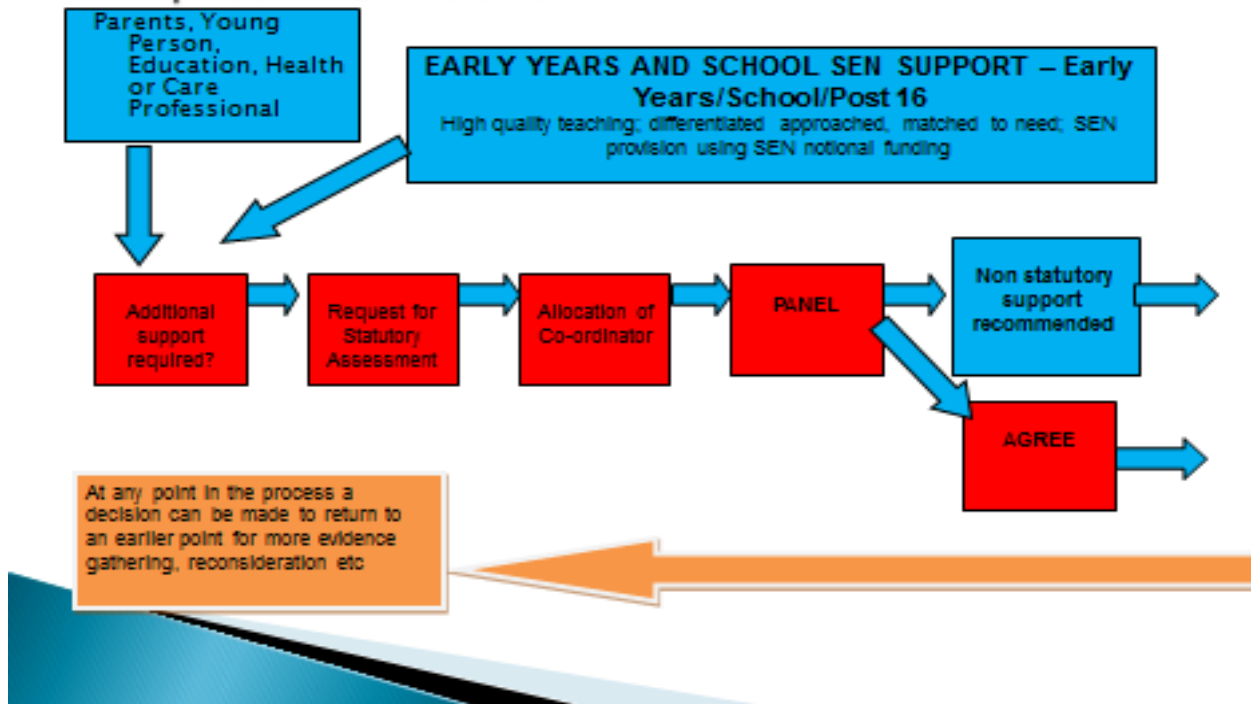 Parents, Young
Person,
Education, Health
or Care
Professional
EARLY YEARS AND SCHOOL SEN SUPPORT – Early
Years/School/Post 16
High quality teaching; differentiated approached, matched to need; SEN
provision using SEN notional funding
Additional
support
required?
Request for
Statutory
Assessment
Allocation of
Co-ordinator
PANEL
Non statutory
support
recommended
AGREE
At any point in the process a
decision can be made to return to
an earlier point for more evidence
gathering, reconsideration etc